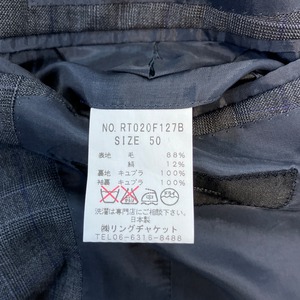 NO. RT020F127B
SIZE 50
表地 毛 88%
絹 12%
裏地 キュプラ 100%
袖裏 キュプラ 100%
洗濯は専門店にご相談下さい。
日本製
㈱リングヂャケット
TEL06-6316-8488